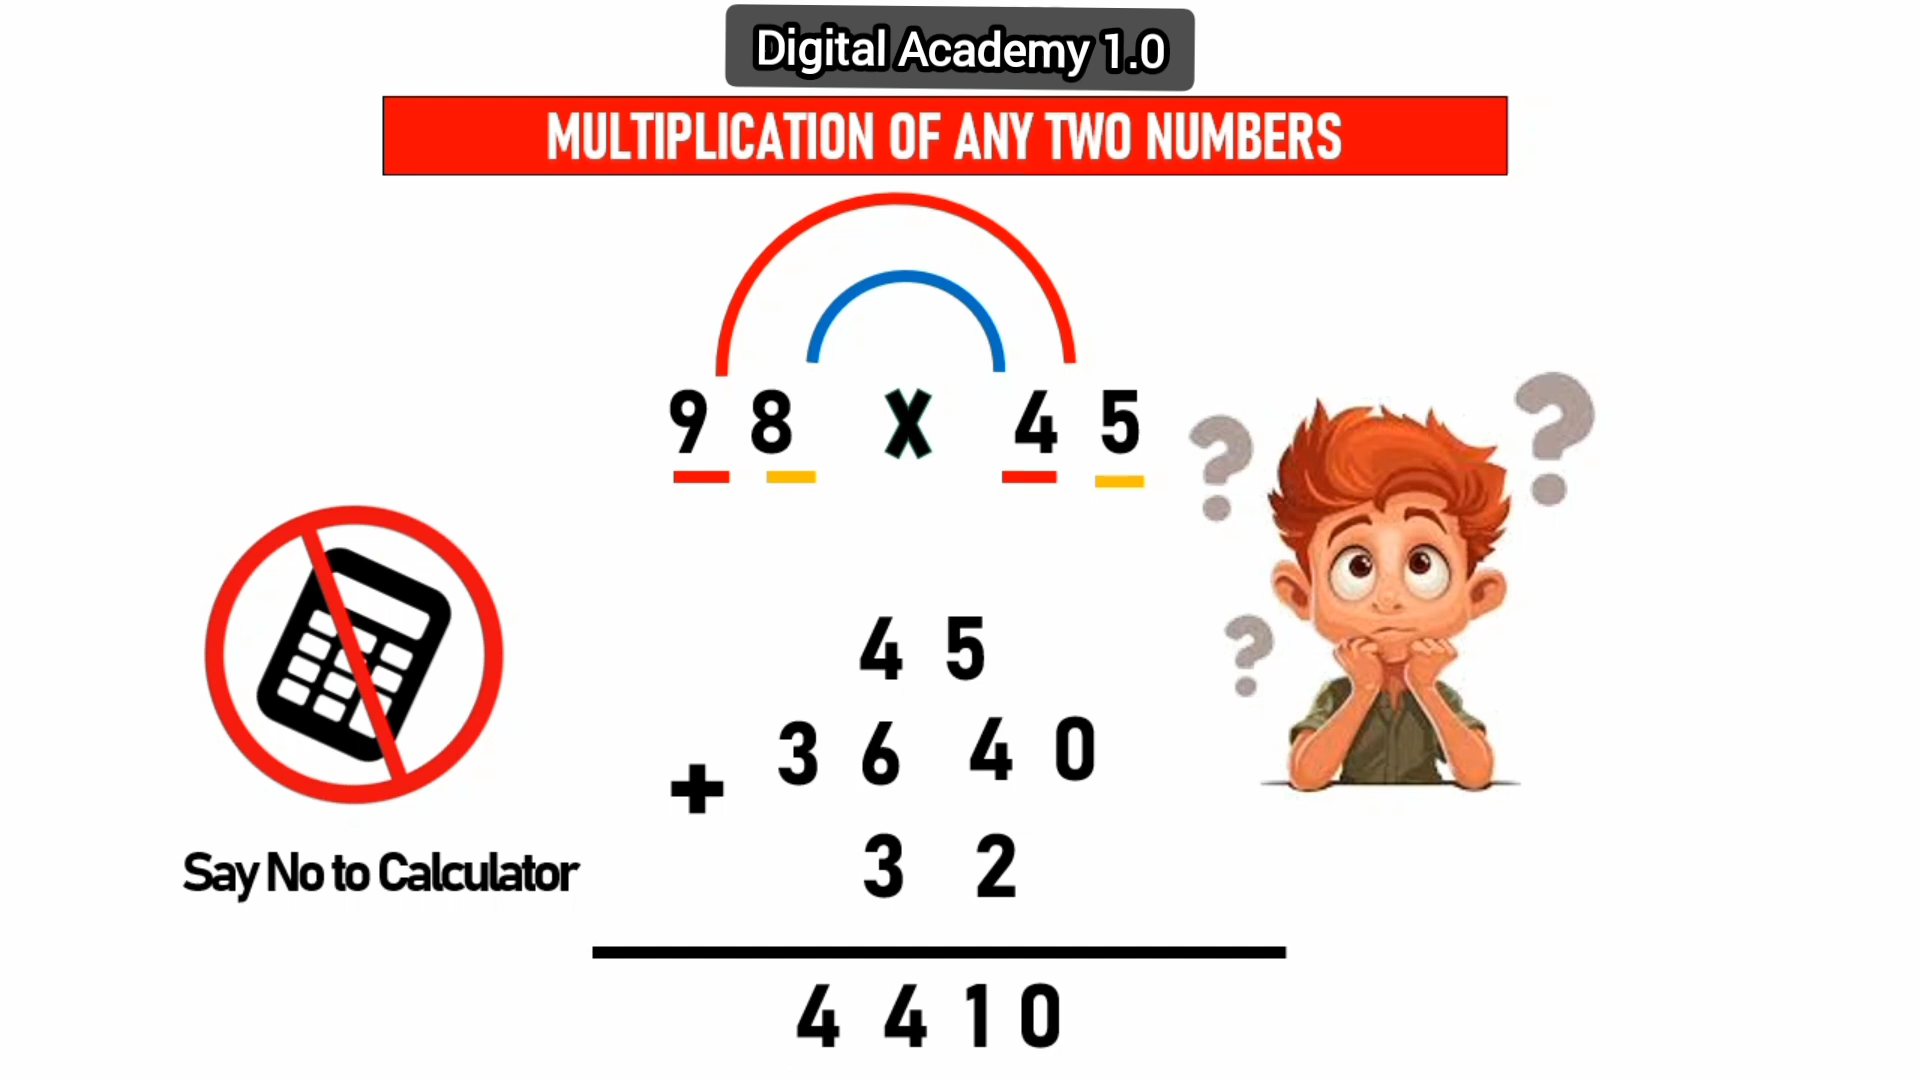 Digital Academy 1.0
MULTIPLICATION OF ANY TWO NUMBERS
9 8 X 4 5
? ?
4 5
?
3 6 4 0
+
3 2
Say No to Calculator
4 4 1 0